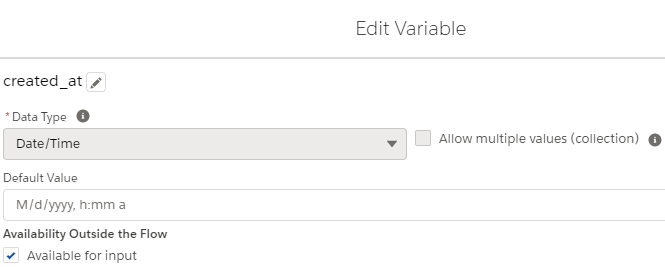 Edit Variable
created_at
* Data Type
Date/Time
Allow multiple values (collection)
Default Value
M/d/yyyy, h:mm a
Availability Outside the Flow
Available for input